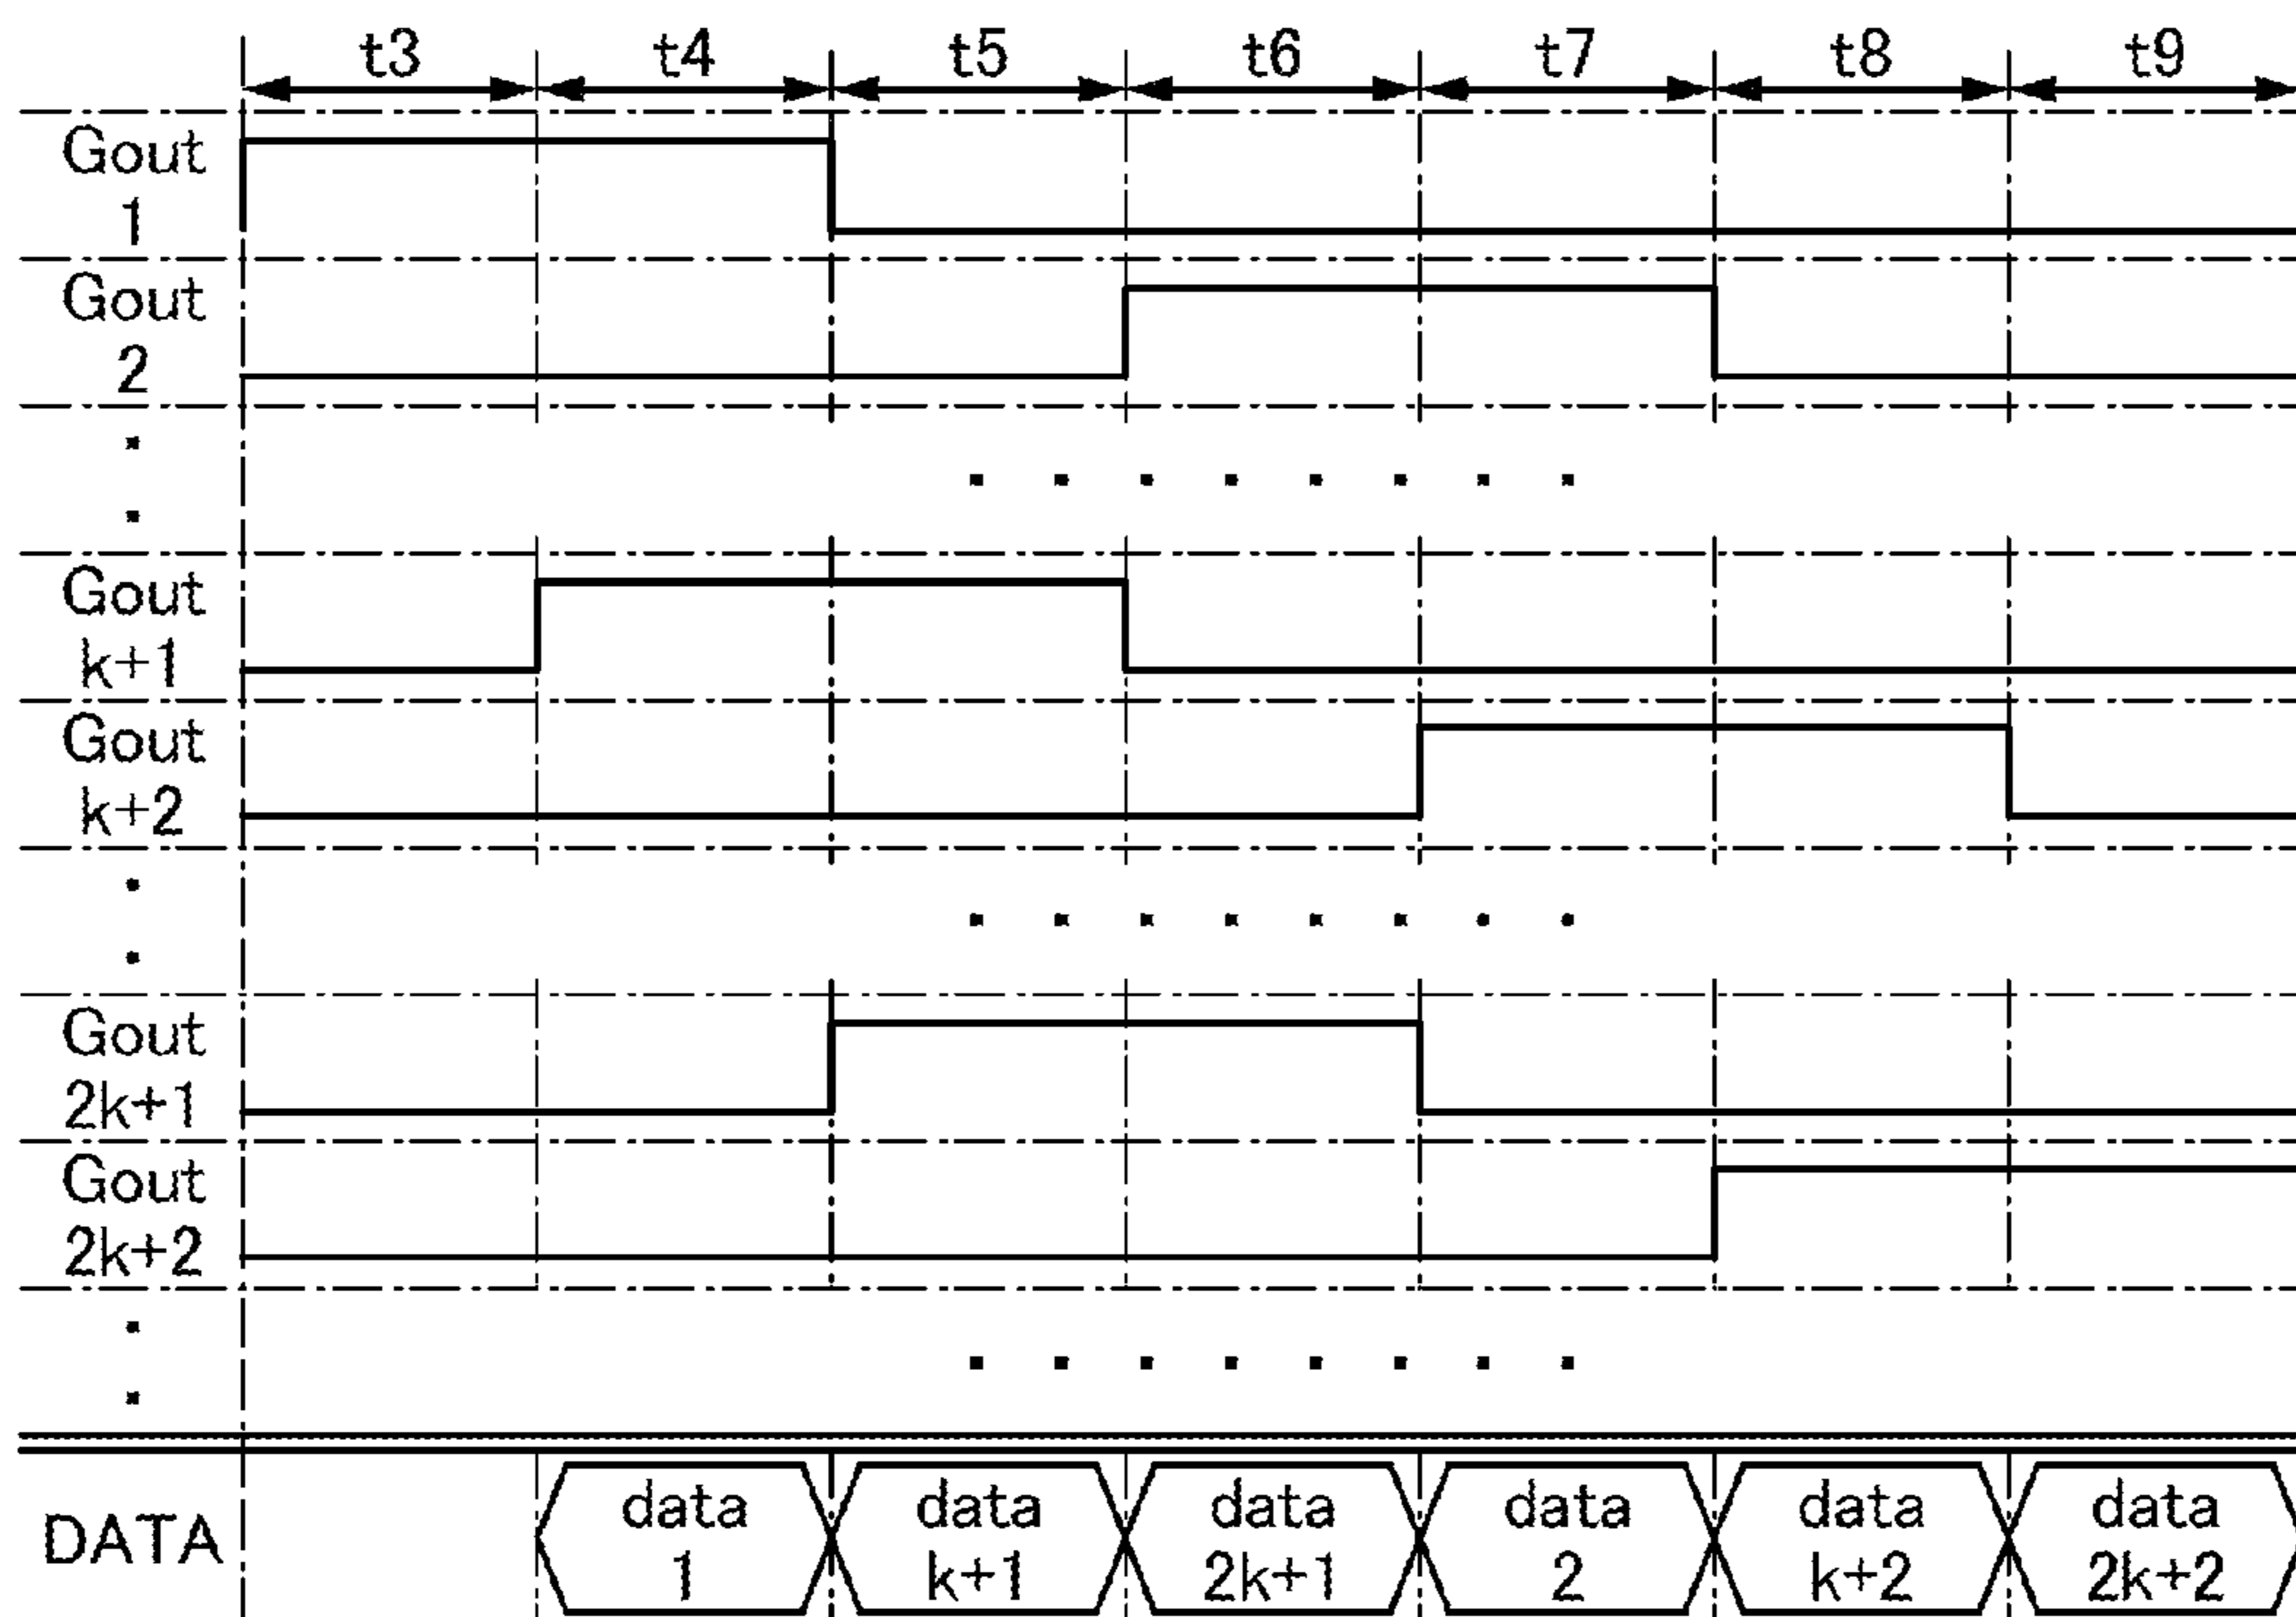 t3 t4 t5 t6 t7 t8 t9
Gout
1
Gout
2
Gout
k+1
Gout
k+2
Gout
2k+1
Gout
2k+2
DATA
data
1
data
k+1
data
2k+1
data
2
data
k+2
data
2k+2